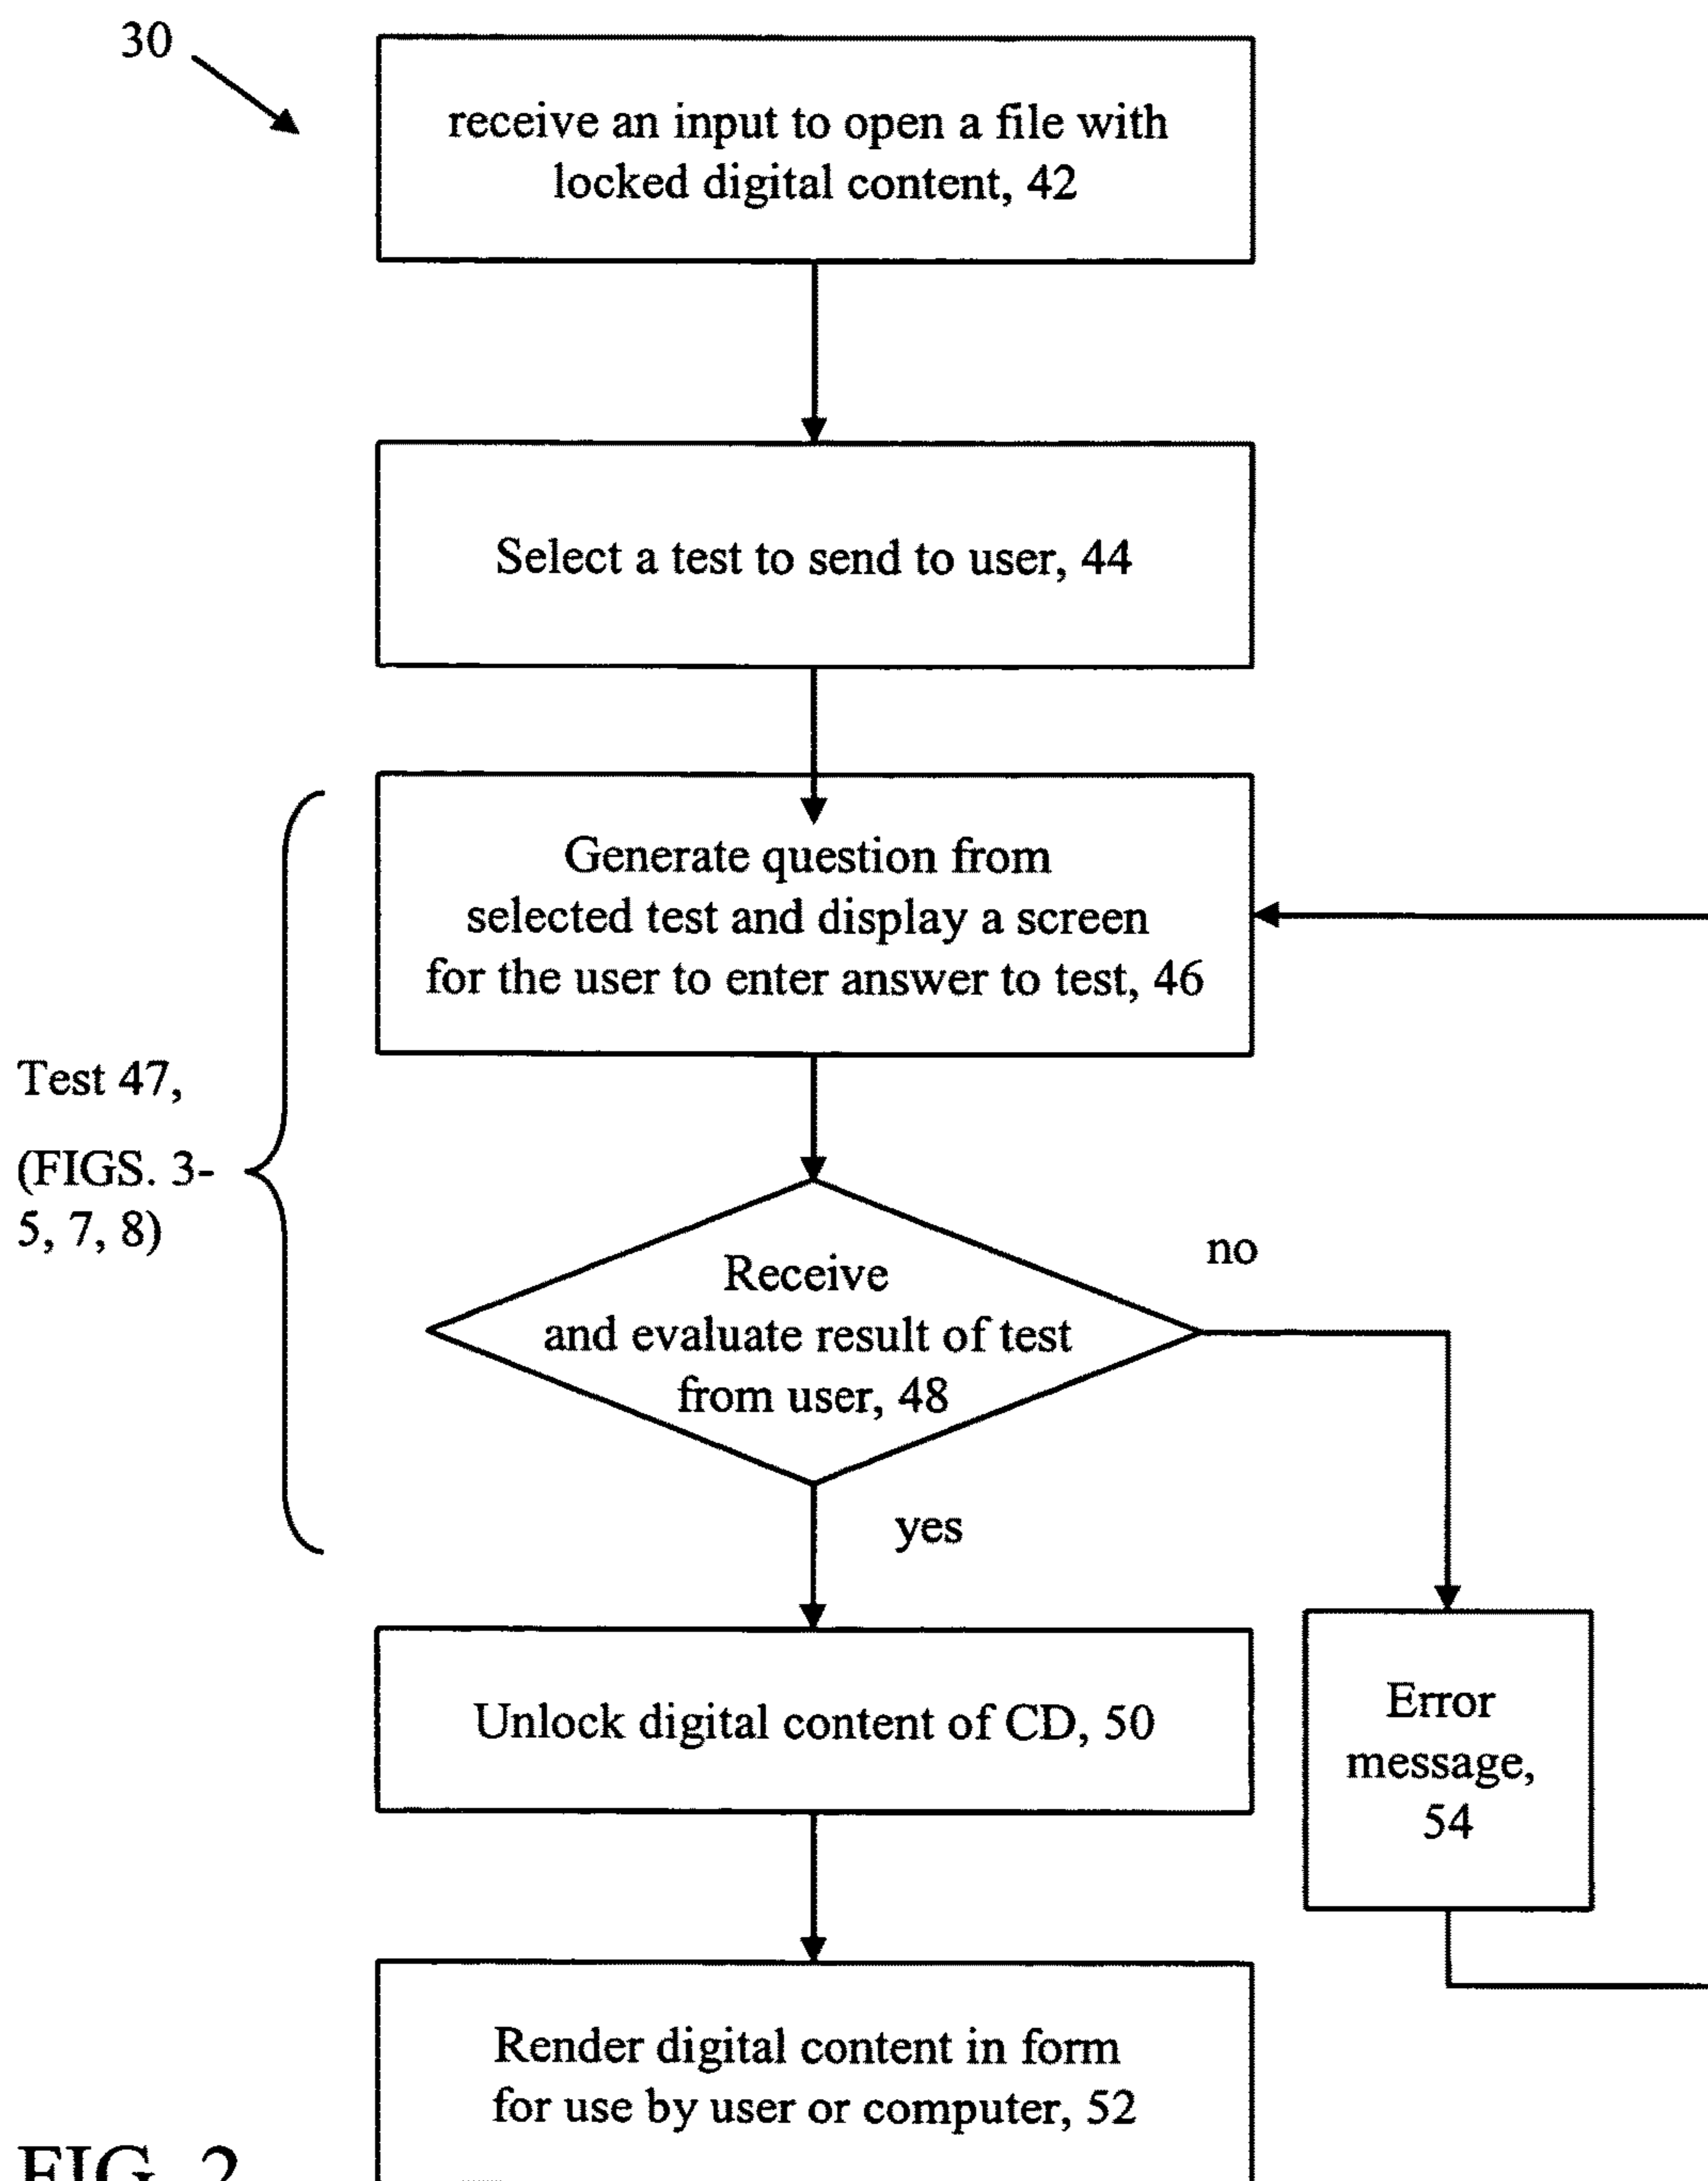 30
receive an input to open a file with
locked digital content, 42
Select a test to send to user, 44
Generate question from
selected test and display a screen
for the user to enter answer to test, 46
Test 47,
(FIGS. 3-
5, 7, 8)
Receive
and evaluate result of test
from user, 48
no
yes
Unlock digital content of CD, 50
Error
message,
54
Render digital content in form
for use by user or computer, 52
FIG. 2